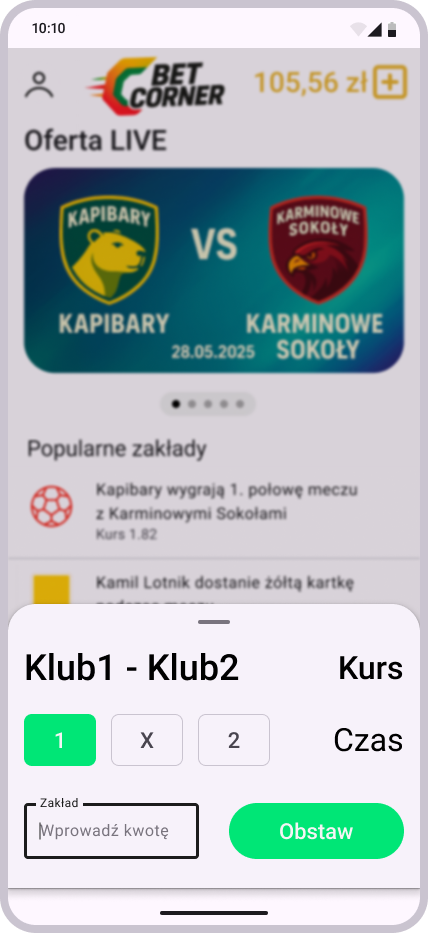 10:10
BET
CORNER
105,56 zł
Oferta LIVE
KAPIBARY
KARMINOWE
SOKOŁY
VS
KAPIBARY
KARMINOWE
SOKOŁY
28.05.2025
Popularne zakłady
Kapibary wygrają 1. połowę meczu
z Karminowymi Sokołami
Kurs 1.82
Kamil Lotnik dostanie żółtą kartkę
podczas meczu
Klub1 - Klub2
Kurs
1
X
2
Czas
Zakład
Wprowadź kwotę
Obstaw